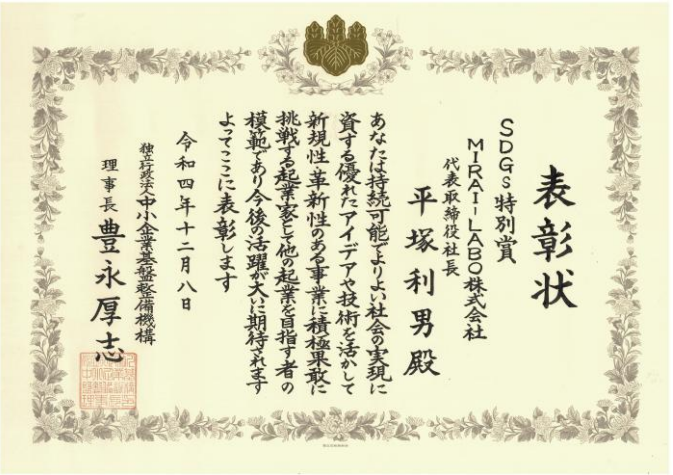 表彰状
SDGs特別賞
MIRAI-LABO株式会社
代表取締役社長
平塚利男殿
あなたは持続可能でよりよい社会の実現に
資する優れたアイデアや技術を活かして
新規性・革新性のある事業に積極果敢に
挑戦する起業家として他の起業を目指す者の
模範であり今後の活躍が大いに期待されます
よってここに表彰します
令和四年十二月八日
独立行政法人中小企業基盤整備機構
理事長 豊永厚志